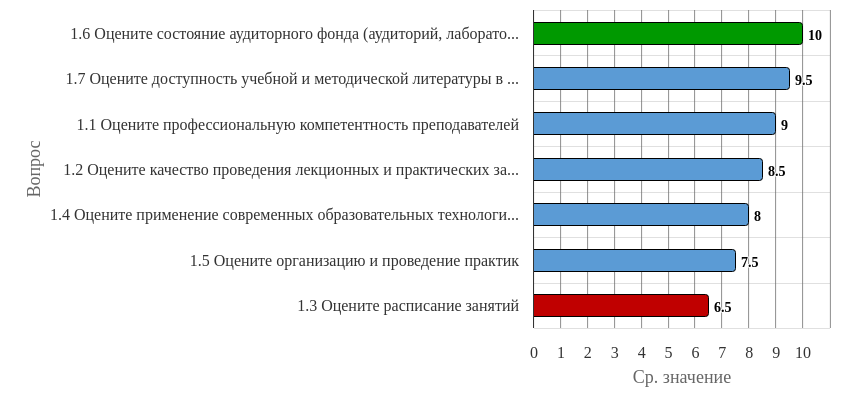 1.6 Оцените состояние аудиторного фонда (аудиторий, лаборато...
10
1.7 Оцените доступность учебной и методической литературы в ...
9.5
1.1 Оцените профессиональную компетентность преподавателей
9
1.2 Оцените качество проведения лекционных и практических за...
8.5
1.4 Оцените применение современных образовательных технологи...
8
1.5 Оцените организацию и проведение практик
7.5
1.3 Оцените расписание занятий
6.5
Вопрос
0 1 2 3 4 5 6 7 8 9 10
Ср. значение